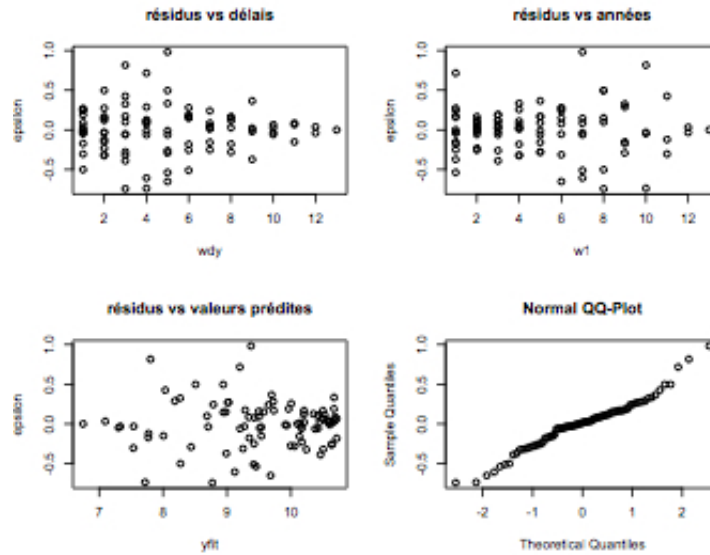 résidus vs délais
epsilon
1.0
0.5
0.0
-0.5
2 4 6 8 10 12
wdy
résidus vs années
epsilon
1.0
0.5
0.0
-0.5
2 4 6 8 10 12
w1
résidus vs valeurs prédites
epsilon
1.0
0.5
0.0
-0.5
7 8 9 10
yfit
Normal QQ-Plot
Sample Quantiles
1.0
0.5
0.0
-0.5
-2 -1 0 1 2
Theoretical Quantiles